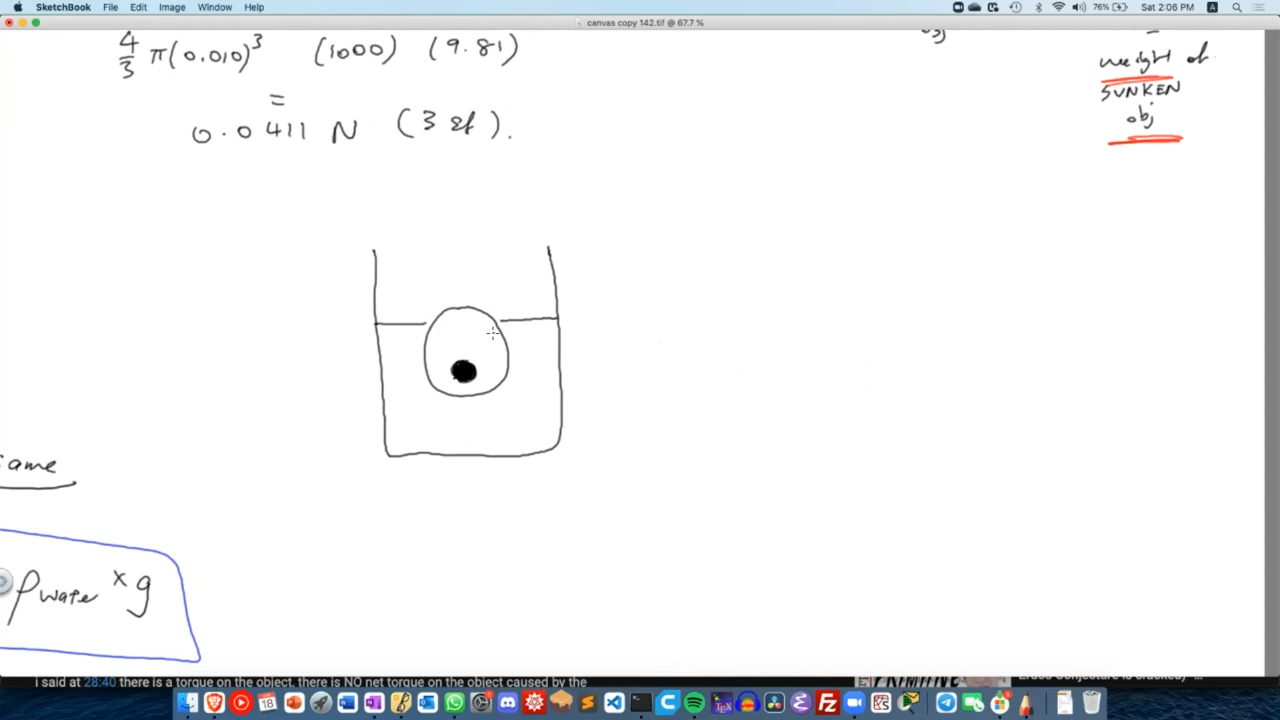 SketchBook File Edit Image Window Help
76% Sat 2:06 PM
canvas copy 142.tif @ 67.7 %
4/3 π(0.010)³ (1000) (9.81)
=
0.0411 N (3 sf).
weight of
SUNKEN
obj
same
ρwater × g
I said at 28:40 there is a torque on the object, there is NO net torque on the object caused by the